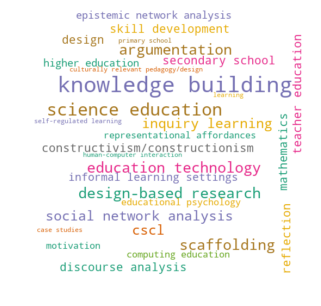 epistemic network analysis
skill development
design
primary school
argumentation
higher education
secondary school
culturally relevant pedagogy/design
teacher education
knowledge building
learning
science education
self-regulated learning
inquiry learning
representational affordances
mathematics
constructivism/constructionism
human-computer interaction
education technology
informal learning settings
design-based research
educational psychology
social network analysis
reflection
case studies
cscl
motivation
scaffolding
computing education
discourse analysis